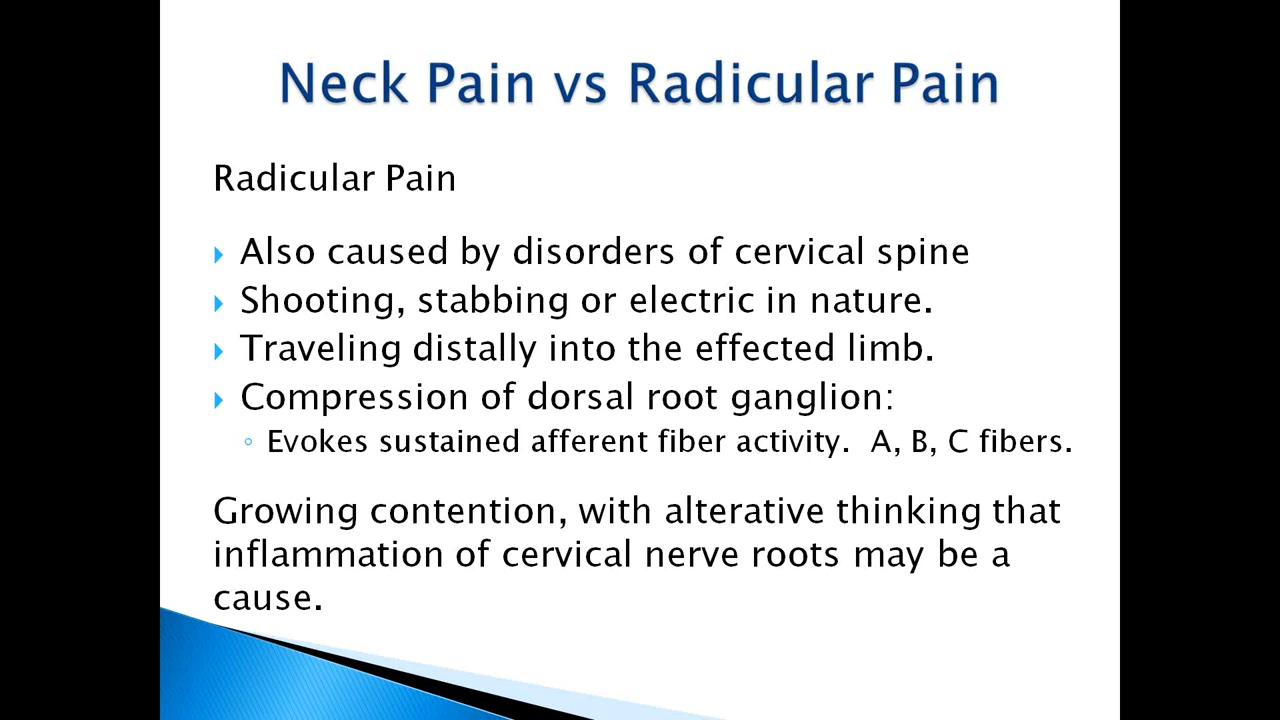 Neck Pain vs Radicular Pain
Radicular Pain
Also caused by disorders of cervical spine
Shooting, stabbing or electric in nature.
Traveling distally into the effected limb.
Compression of dorsal root ganglion:
Evokes sustained afferent fiber activity.  A, B, C fibers.
Growing contention, with alterative thinking that
inflammation of cervical nerve roots may be a
cause.